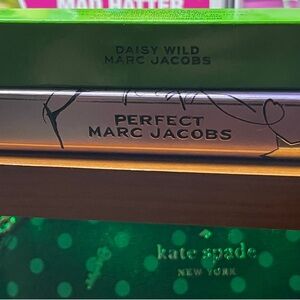 MAD HATTER
DAISY WILD
MARC JACOBS
PERFECT
MARC JACOBS
kate spade
NEW YORK